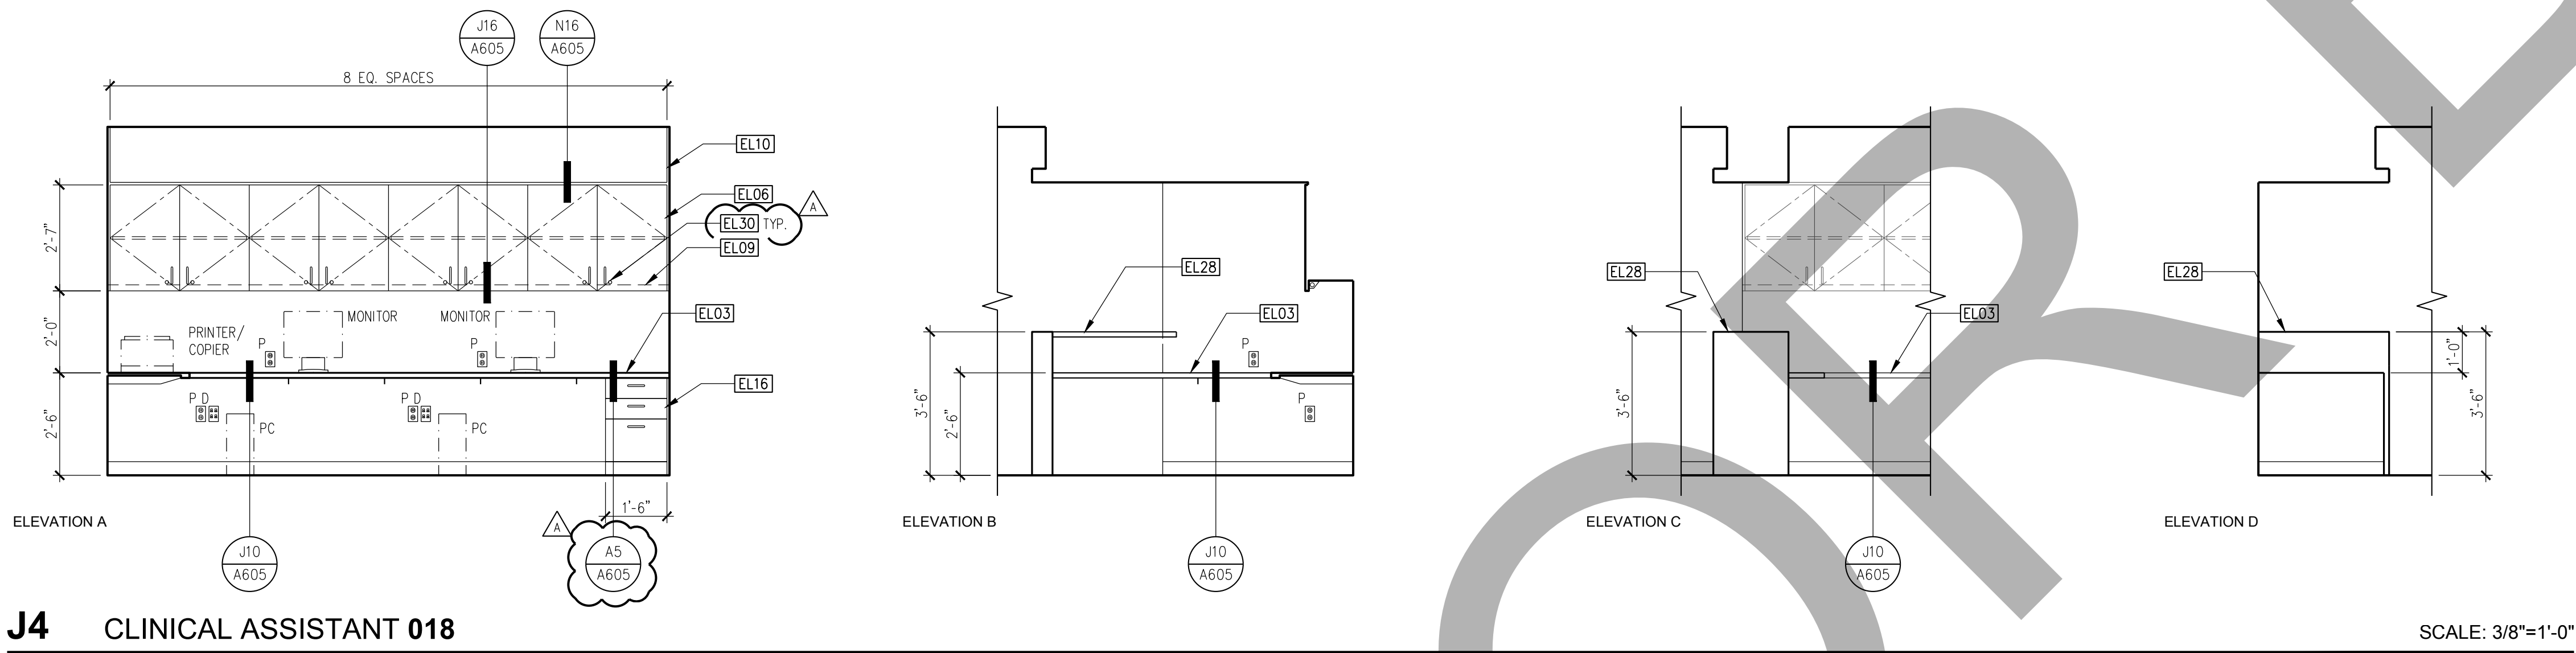 J16
A605
N16
A605
8 EQ. SPACES
EL10
EL06
A
EL30 TYP.
EL09
2'-7"
EL03
MONITOR
MONITOR
PRINTER/
COPIER
P
P
2'-0"
EL16
P D
P D
PC
PC
2'-6"
1'-6"
ELEVATION A
A
J10
A605
A5
A605
EL28
EL03
P
P
3'-6"
2'-6"
ELEVATION B
J10
A605
EL28
EL03
3'-6"
ELEVATION C
J10
A605
EL28
1'-0"
3'-6"
ELEVATION D
J4 CLINICAL ASSISTANT 018
SCALE: 3/8"=1'-0"